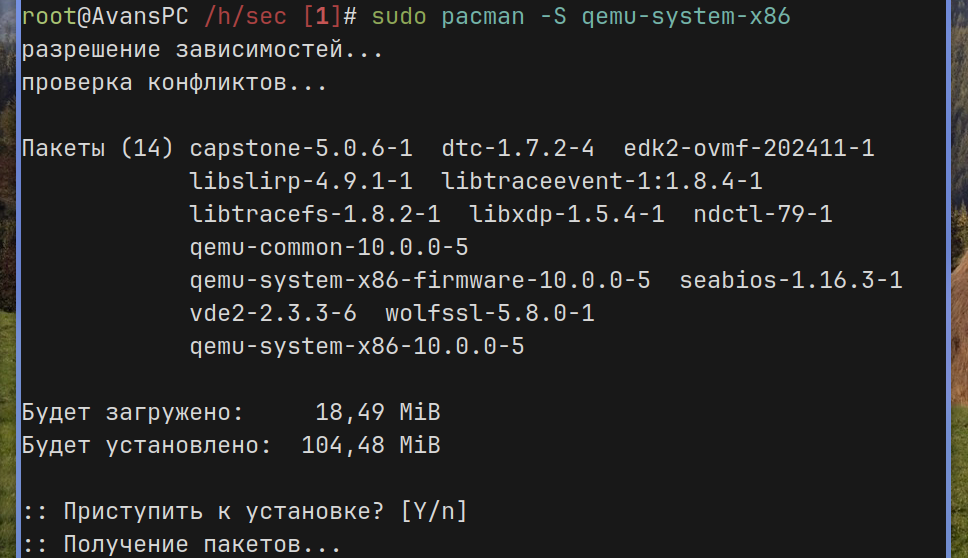 root@AvansPC /h/sec [1]# sudo pacman -S qemu-system-x86
разрешение зависимостей...
проверка конфликтов...
Пакеты (14) capstone-5.0.6-1  dtc-1.7.2-4  edk2-ovmf-202411-1
libslirp-4.9.1-1  libtraceevent-1:1.8.4-1
libtracefs-1.8.2-1  libxdp-1.5.4-1  ndctl-79-1
qemu-common-10.0.0-5
qemu-system-x86-firmware-10.0.0-5  seabios-1.16.3-1
vde2-2.3.3-6  wolfssl-5.8.0-1
qemu-system-x86-10.0.0-5
Будет загружено:     18,49 MiB
Будет установлено:  104,48 MiB
:: Приступить к установке? [Y/n]
:: Получение пакетов...